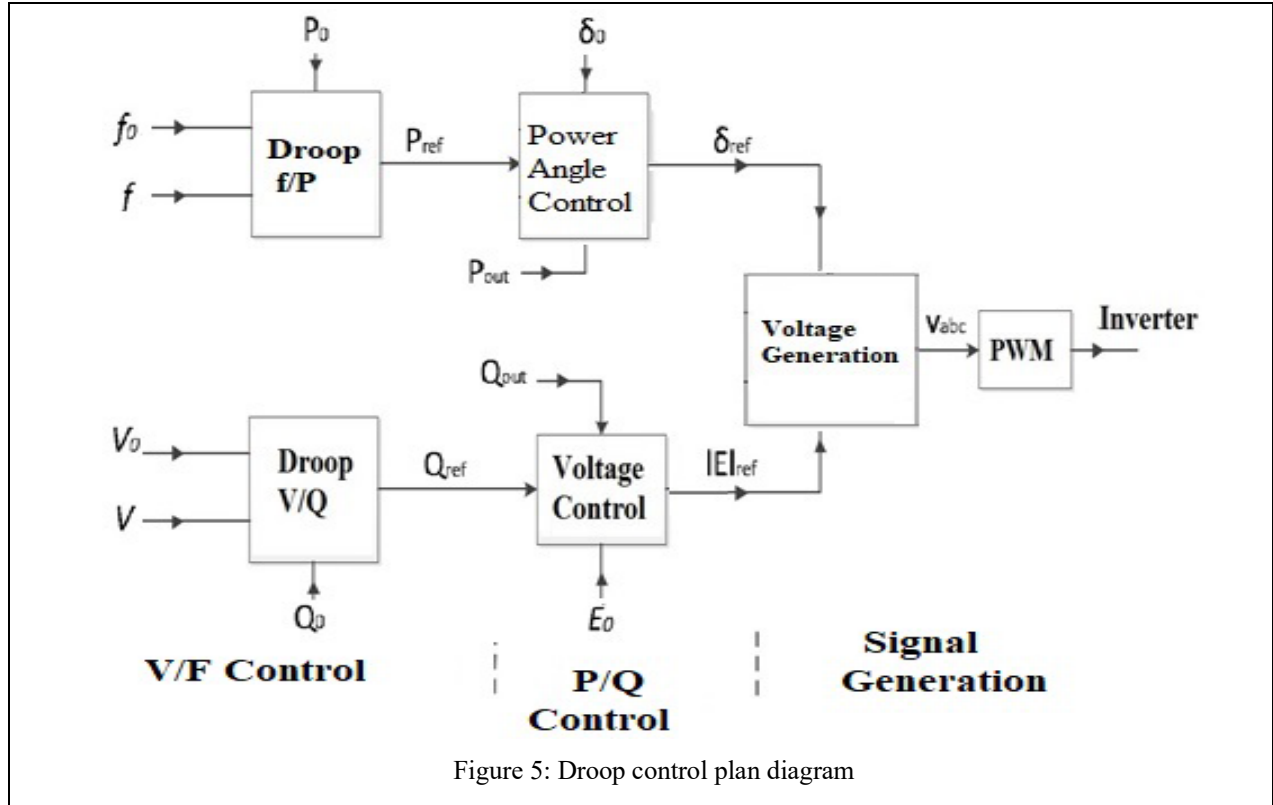 P₀
δ₀
f₀
f
Droop
f/P
Pref
Power
Angle
Control
δref
Pout
Voltage
Generation
vabc
PWM
Inverter
Qout
V₀
V
Droop
V/Q
Qref
Voltage
Control
|E|ref
Q₀
E₀
V/F Control
P/Q
Control
Signal
Generation
Figure 5: Droop control plan diagram